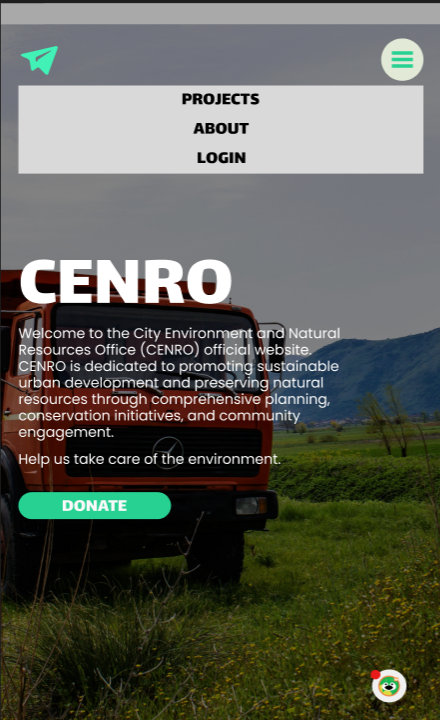 PROJECTS
ABOUT
LOGIN
CENRO
Welcome to the City Environment and Natural
Resources Office (CENRO) official website.
CENRO is dedicated to promoting sustainable
urban development and preserving natural
resources through comprehensive planning,
conservation initiatives, and community
engagement.
Help us take care of the environment.
DONATE